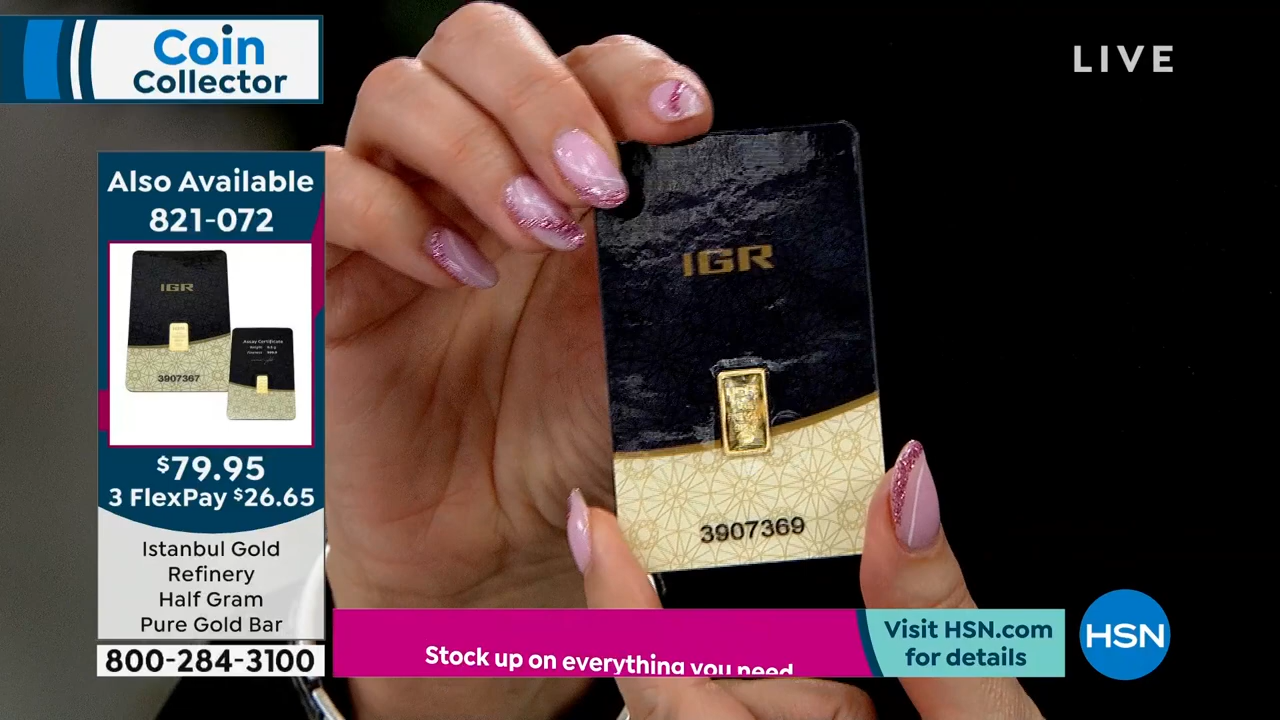 Coin
Collector
LIVE
Also Available
821-072
IGR
3907367
Assay Certificate
$79.95
3 FlexPay $26.65
Istanbul Gold
Refinery
Half Gram
Pure Gold Bar
800-284-3100
IGR
3907369
Stock up on everything you need
Visit HSN.com
for details
HSN